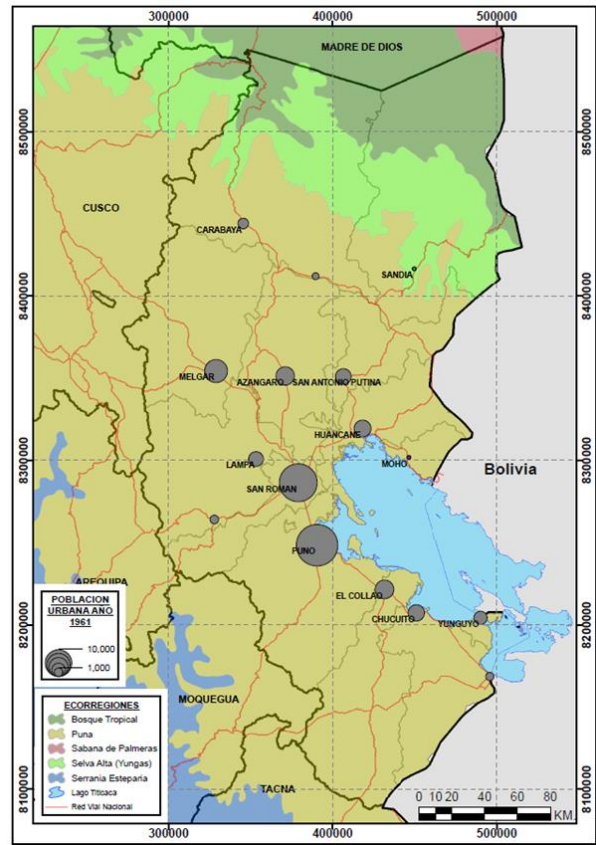 300000 400000 500000
MADRE DE DIOS
8500000 8500000
CUSCO
CARABAYA
SANDIA
8400000 8400000
MELGAR
AZANGARO
SAN ANTONIO PUTINA
HUANCANE
LAMPA
MOHO
8300000 8300000
Bolivia
SAN ROMAN
PUNO
AREQUIPA
EL COLLAO
CHUCUITO
YUNGUYO
8200000 8200000
POBLACION
URBANA AÑO
1961
10,000
1,000
MOQUEGUA
TACNA
ECORREGIONES
Bosque Tropical
Puna
Sabana de Palmeras
Selva Alta (Yungas)
Serrania Esteparia
Lago Titicaca
Red Vial Nacional
8100000 8100000
0 10 20 40 60 80
KM.
300000 400000 500000